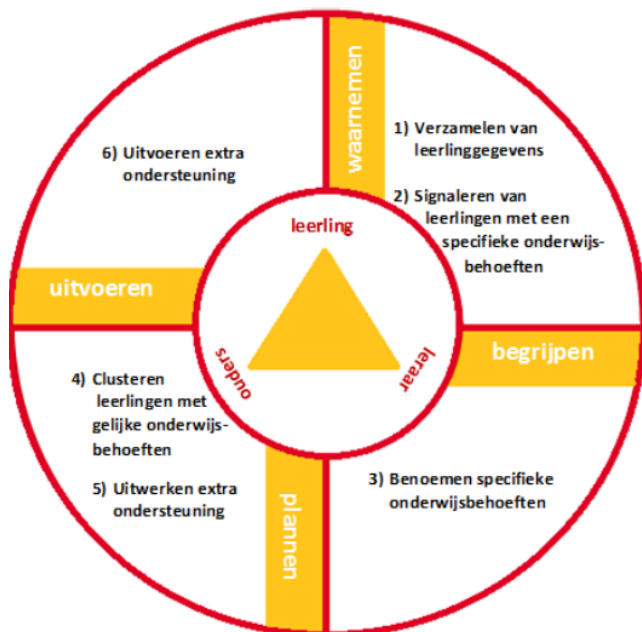 waarnemen
1) Verzamelen van
leerlinggegevens
2) Signaleren van
leerlingen met een
specifieke onderwijs-
behoeften
begrijpen
3) Benoemen specifieke
onderwijsbehoeften
plannen
4) Clusteren
leerlingen met
gelijke onderwijs-
behoeften
5) Uitwerken extra
ondersteuning
uitvoeren
6) Uitvoeren extra
ondersteuning
leerling
leraar
ouders